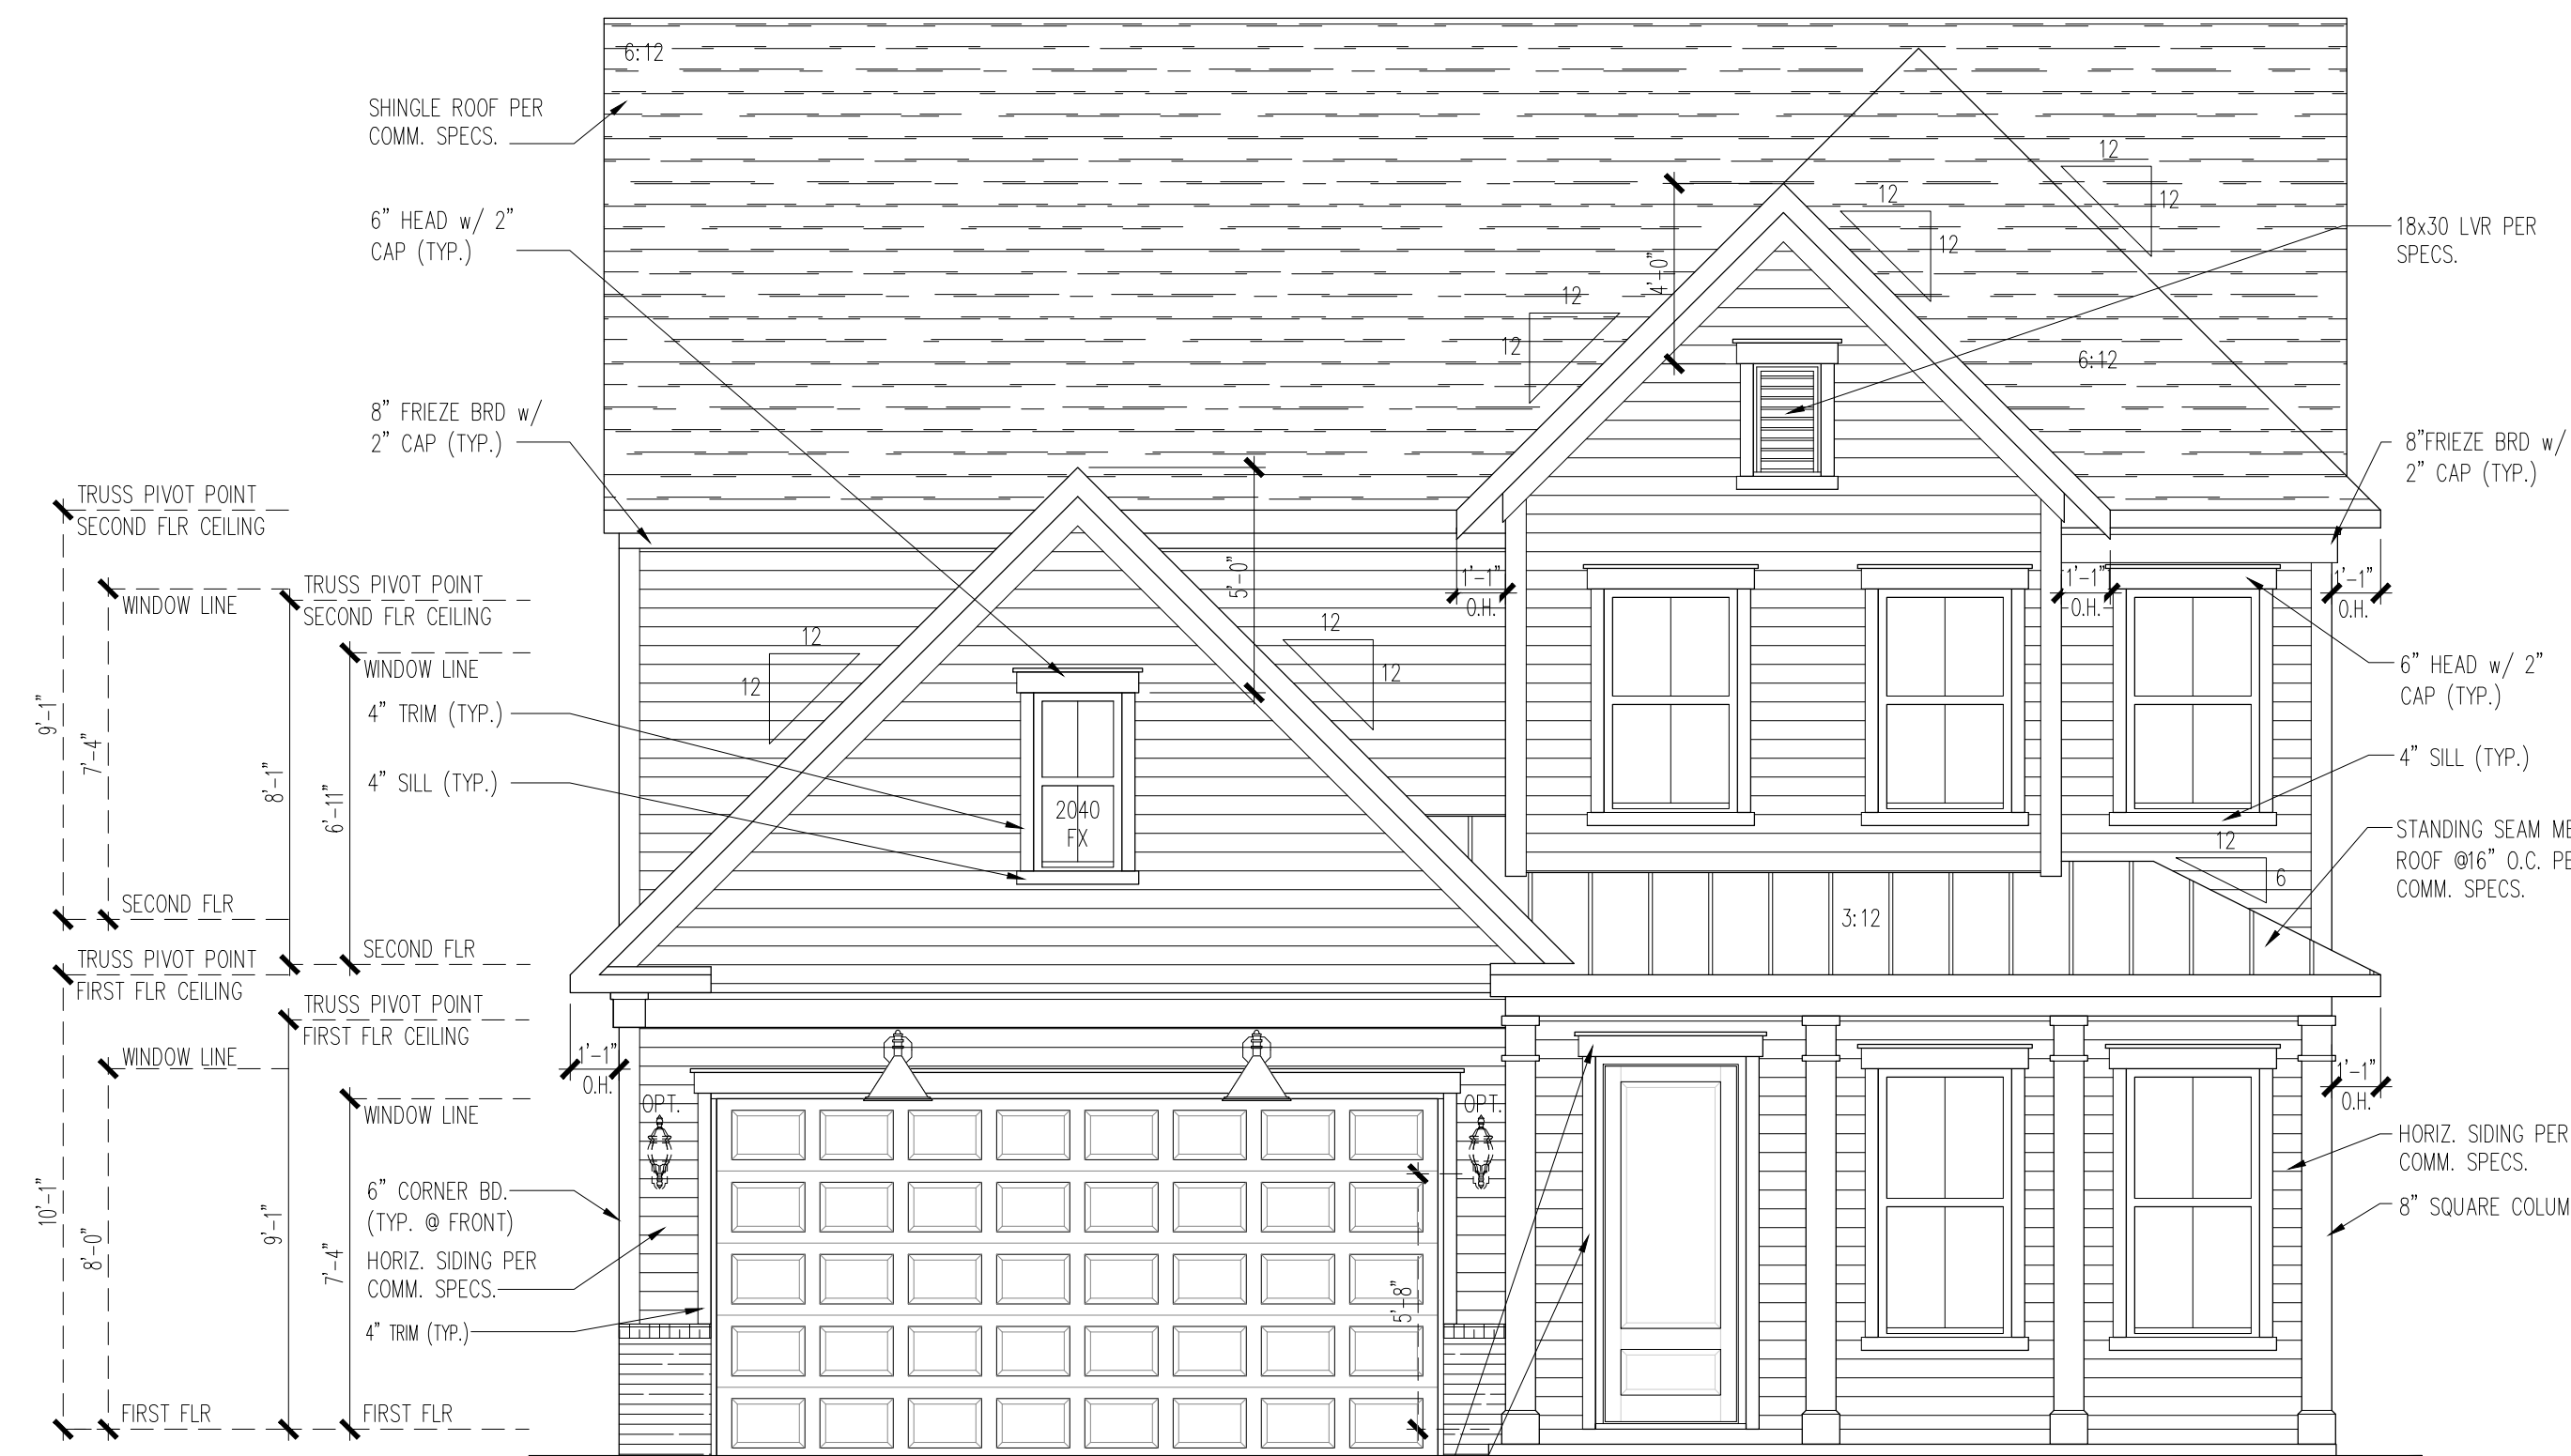 6:12
SHINGLE ROOF PER
COMM. SPECS.
6" HEAD w/ 2"
CAP (TYP.)
8" FRIEZE BRD w/
2" CAP (TYP.)
TRUSS PIVOT POINT
SECOND FLR CEILING
WINDOW LINE
TRUSS PIVOT POINT
SECOND FLR CEILING
WINDOW LINE
9'-1"
7'-4"
8'-1"
6'-11"
4" TRIM (TYP.)
4" SILL (TYP.)
SECOND FLR
SECOND FLR
TRUSS PIVOT POINT
FIRST FLR CEILING
TRUSS PIVOT POINT
FIRST FLR CEILING
WINDOW LINE
WINDOW LINE
10'-1"
8'-0"
9'-1"
7'-4"
6" CORNER BD.
(TYP. @ FRONT)
HORIZ. SIDING PER
COMM. SPECS.
4" TRIM (TYP.)
FIRST FLR
FIRST FLR
12
12
12
12
12
12
4'-0"
12
12
6:12
5'-0"
12
12
2040
FX
1'-1"
O.H.
1'-1"
O.H.
1'-1"
O.H.
12
6
3:12
1'-1"
O.H.
OPT.
OPT.
5'-8"
1'-1"
O.H.
18x30 LVR PER
SPECS.
8"FRIEZE BRD w/
2" CAP (TYP.)
6" HEAD w/ 2"
CAP (TYP.)
4" SILL (TYP.)
STANDING SEAM
ROOF @16" O.C.
COMM. SPECS.
HORIZ. SIDING PER
COMM. SPECS.
8" SQUARE COLUM